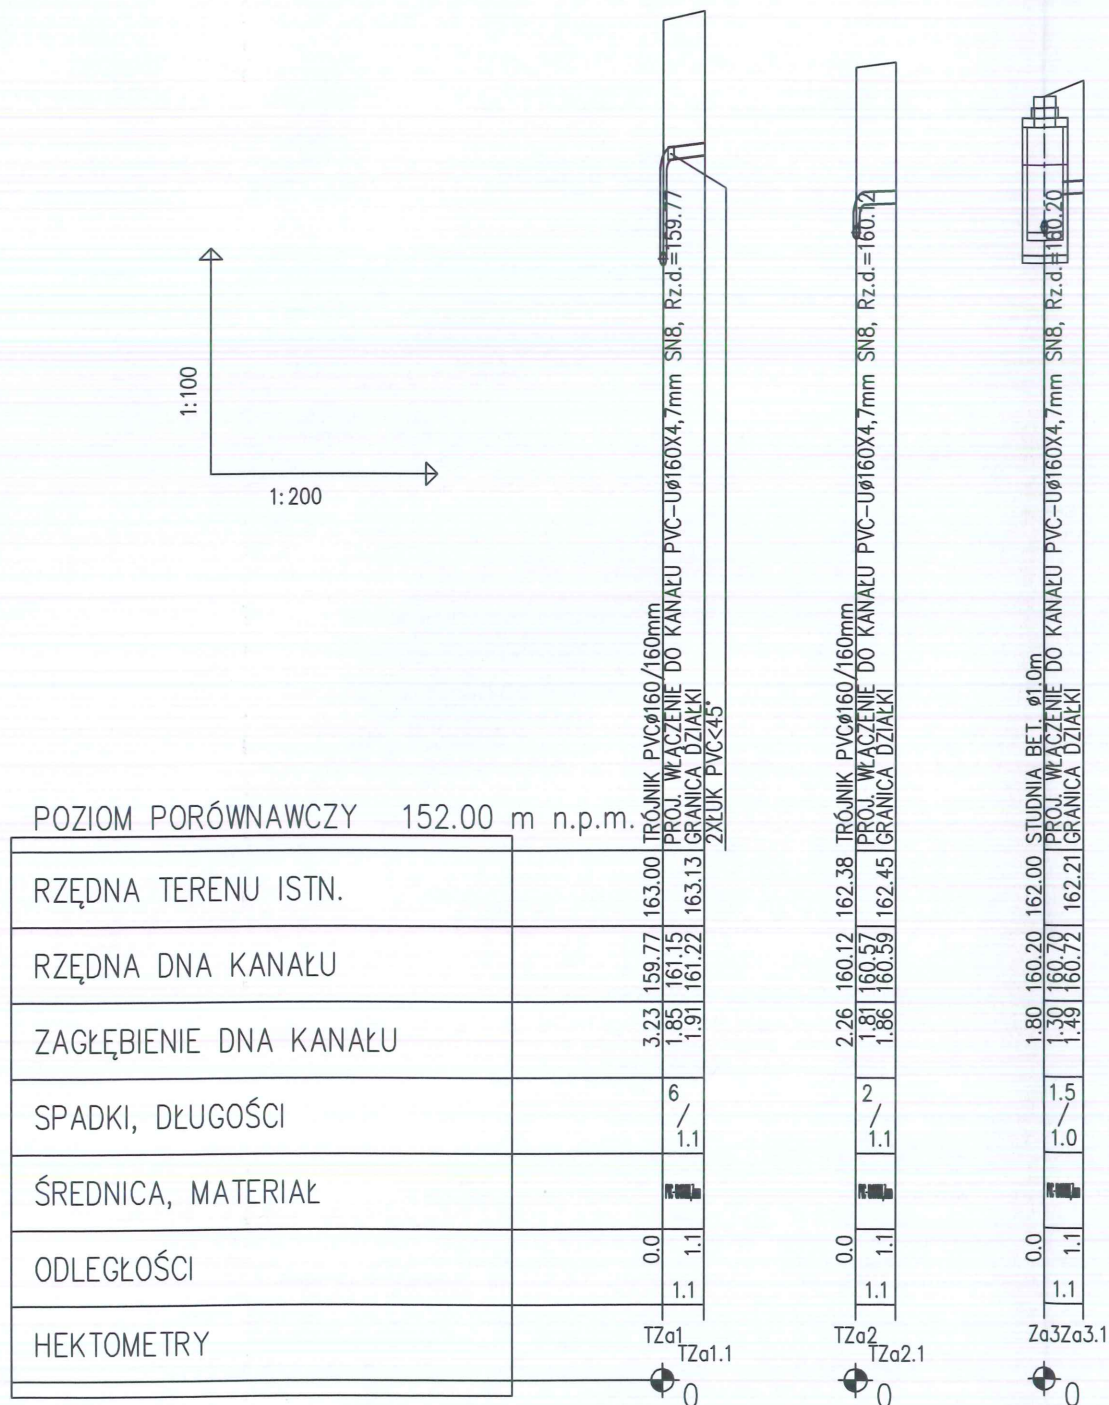 1:100
1:200
TRÓJNIK PVCø160/160mm
PROJ. WŁĄCZENIE DO KANAŁU PVC-Uø160X4,7mm SN8, Rz.d.=159.77
GRANICA DZIAŁKI
2XŁUK PVC<45°
TRÓJNIK PVCø160/160mm
PROJ. WŁĄCZENIE DO KANAŁU PVC-Uø160X4,7mm SN8, Rz.d.=160.12
GRANICA DZIAŁKI
STUDNIA BET. ø1.0m
PROJ. WŁĄCZENIE DO KANAŁU PVC-Uø160X4,7mm SN8, Rz.d.=160.20
GRANICA DZIAŁKI
POZIOM PORÓWNAWCZY 152.00 m n.p.m.
RZĘDNA TERENU ISTN. 163.00 163.13 162.38 162.45 162.00 162.21
RZĘDNA DNA KANAŁU 159.77 161.15 161.22 160.12 160.57 160.59 160.20 160.70 160.72
ZAGŁĘBIENIE DNA KANAŁU 3.23 1.85 1.91 2.26 1.81 1.86 1.80 1.30 1.49
SPADKI, DŁUGOŚCI 6/1.1 2/1.1 1.5/1.0
ŚREDNICA, MATERIAŁ
ODLEGŁOŚCI 0.0 1.1 1.1 0.0 1.1 1.1 0.0 1.1 1.1
HEKTOMETRY
TZa1 TZa1.1 TZa2 TZa2.1 Za3 Za3.1
0 0 0